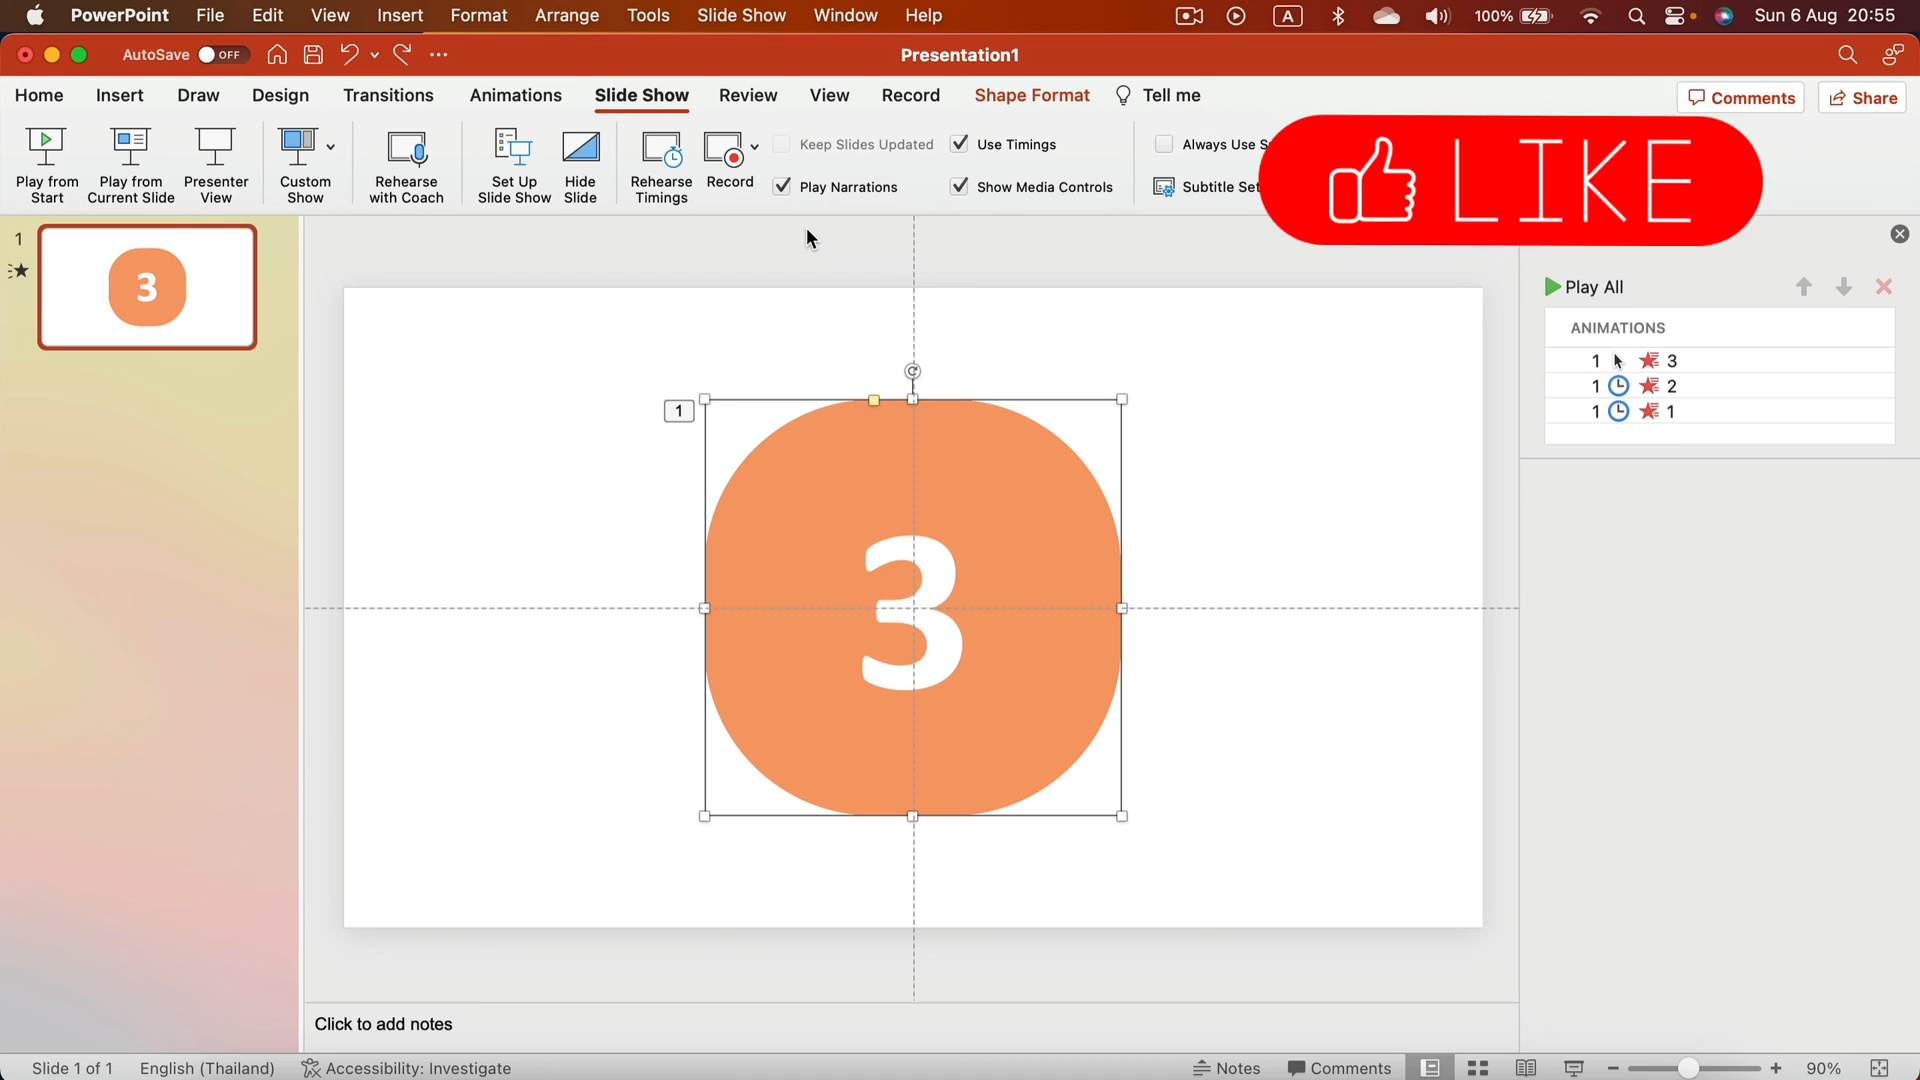 PowerPoint File Edit View Insert Format Arrange Tools Slide Show Window Help A 100% Sun 6 Aug 20:55
AutoSave OFF Presentation1
Home Insert Draw Design Transitions Animations Slide Show Review View Record Shape Format Tell me Comments Share
Play from Start
Play from Current Slide
Presenter View
Custom Show
Rehearse with Coach
Set Up Slide Show
Hide Slide
Rehearse Timings
Record
Keep Slides Updated
Play Narrations
Use Timings
Show Media Controls
Always Use S
Subtitle Set
LIKE
1
3
Play All
ANIMATIONS
1 3
1 2
1 1
1
3
Click to add notes
Slide 1 of 1 English (Thailand) Accessibility: Investigate Notes Comments 90%